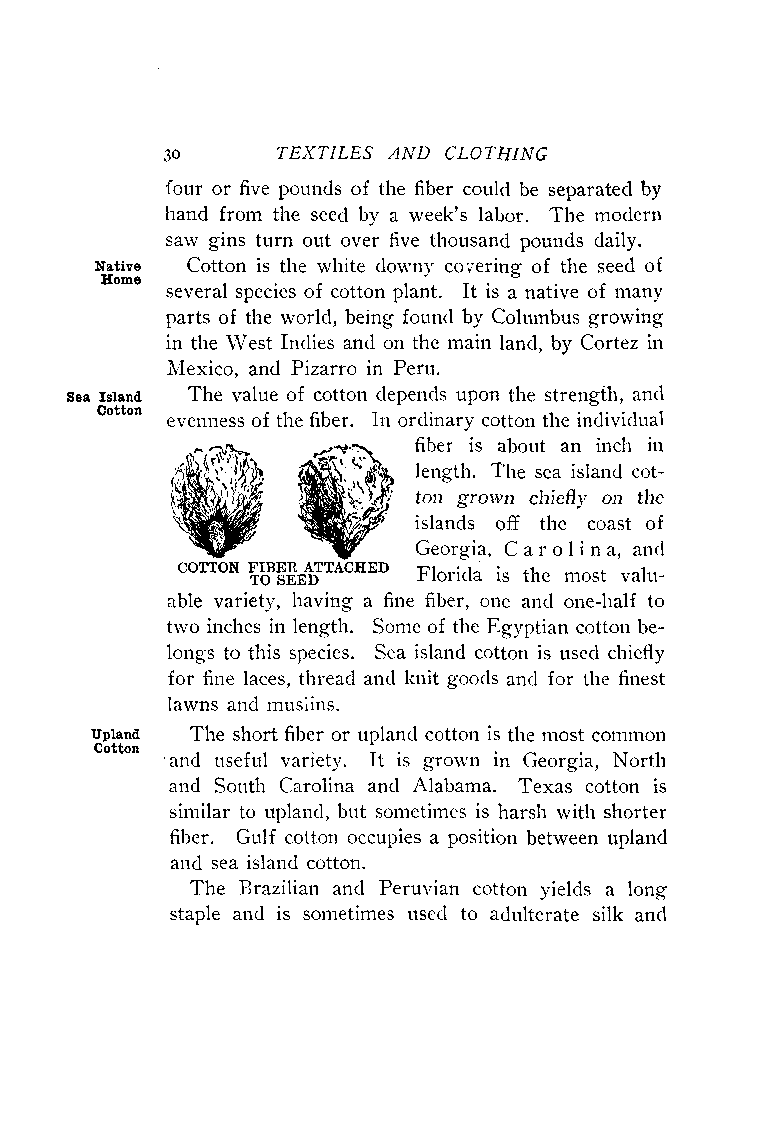 30 TEXTILES AND CLOTHING
four or five pounds of the fiber could be separated by
hand from the seed by a week's labor. The modern
saw gins turn out over five thousand pounds daily.
Native
Home
Cotton is the white downy covering of the seed of
several species of cotton plant. It is a native of many
parts of the world, being found by Columbus growing
in the West Indies and on the main land, by Cortez in
Mexico, and Pizarro in Peru.
Sea Island
Cotton
The value of cotton depends upon the strength, and
evenness of the fiber. In ordinary cotton the individual
fiber is about an inch in
length. The sea island cot-
ton grown chiefly on the
islands off the coast of
Georgia, Carolina, and
Florida is the most valu-
COTTON FIBER ATTACHED
TO SEED
able variety, having a fine fiber, one and one-half to
two inches in length. Some of the Egyptian cotton be-
longs to this species. Sea island cotton is used chiefly
for fine laces, thread and knit goods and for the finest
lawns and muslins.
Upland
Cotton
The short fiber or upland cotton is the most common
and useful variety. It is grown in Georgia, North
and South Carolina and Alabama. Texas cotton is
similar to upland, but sometimes is harsh with shorter
fiber. Gulf cotton occupies a position between upland
and sea island cotton.
The Brazilian and Peruvian cotton yields a long
staple and is sometimes used to adulterate silk and